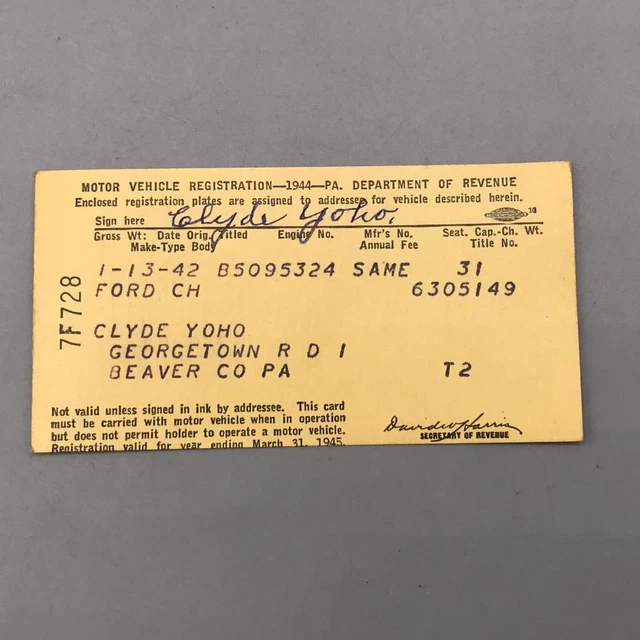 MOTOR VEHICLE REGISTRATION—1944—PA. DEPARTMENT OF REVENUE
Enclosed registration plates are assigned to addressee for vehicle described herein.
Sign here Clyde Yoho.
Gross Wt: Date Orig. Titled Engine No. Mfr's No. Seat. Cap.-Ch. Wt.
Make-Type Body Annual Fee Title No.
1-13-42 B5095324 SAME 31
FORD CH 6305149
7F728
CLYDE YOHO
GEORGETOWN R D 1
BEAVER CO PA T2
Not valid unless signed in ink by addressee. This card
must be carried with motor vehicle when in operation
but does not permit holder to operate a motor vehicle.
Registration valid for year ending March 31, 1945.
David W Harris
SECRETARY OF REVENUE